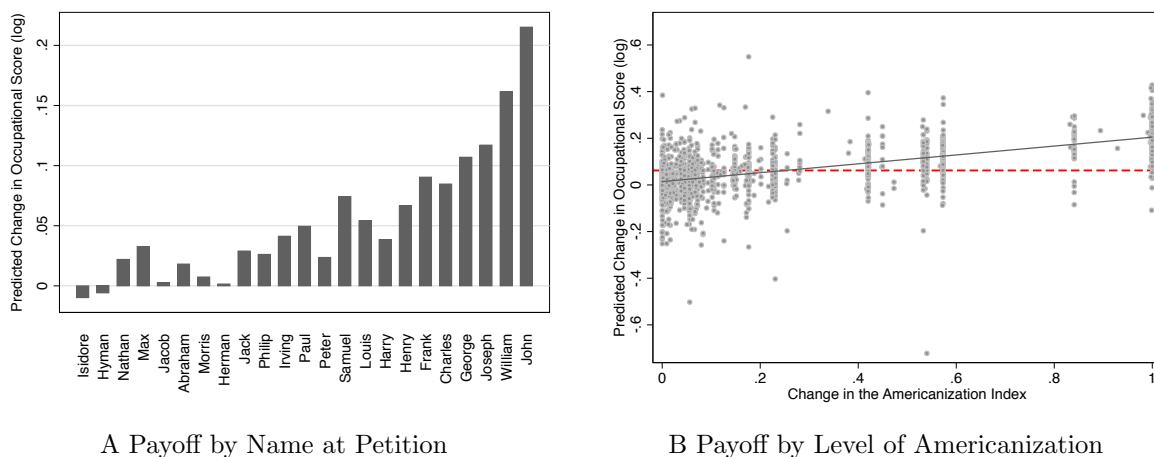 Predicted Change in Occupational Score (log)
.2
.15
.1
.05
0
Isidore
Hyman
Nathan
Max
Jacob
Abraham
Morris
Herman
Jack
Philip
Irving
Paul
Peter
Samuel
Louis
Harry
Henry
Frank
Charles
George
Joseph
William
John
A Payoff by Name at Petition
Predicted Change in Occupational Score (log)
.6
.4
.2
0
-.2
-.4
-.6
0 .2 .4 .6 .8 1
Change in the Americanization Index
B Payoff by Level of Americanization